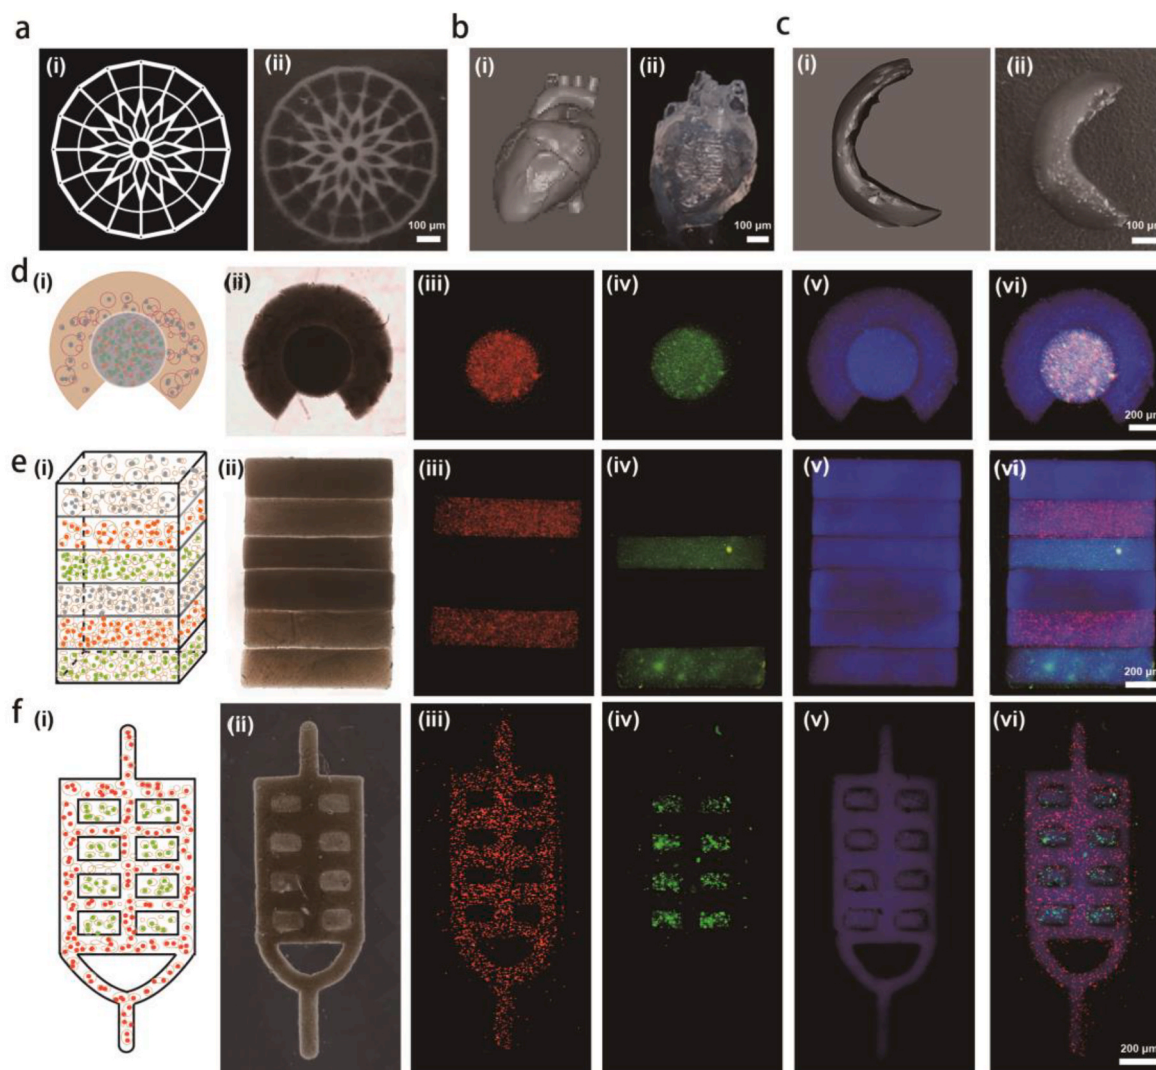 a
b
c
(i)
(ii)
(i)
(ii)
(i)
(ii)
100 µm
100 µm
100 µm
d
(i)
(ii)
(iii)
(iv)
(v)
(vi)
200 µm
e
(i)
(ii)
(iii)
(iv)
(v)
(vi)
200 µm
f
(i)
(ii)
(iii)
(iv)
(v)
(vi)
200 µm